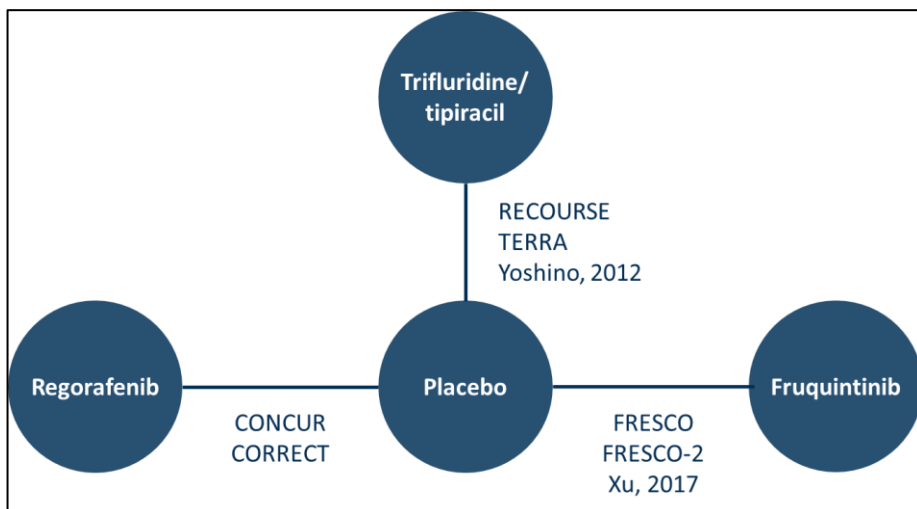 Trifluridine/
tipiracil
RECOURSE
TERRA
Yoshino, 2012
Regorafenib
Placebo
Fruquintinib
CONCUR
CORRECT
FRESCO
FRESCO-2
Xu, 2017